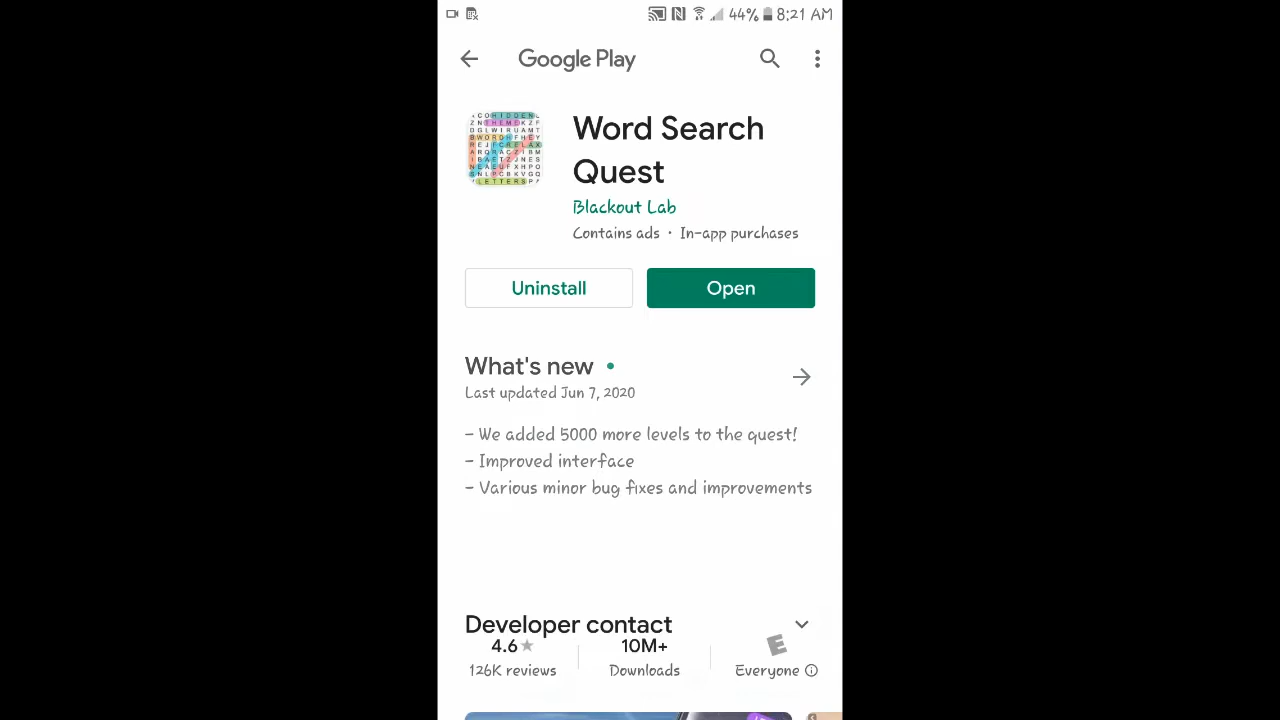 44% 8:21 AM
Google Play
Word Search
Quest
Blackout Lab
Contains ads • In-app purchases
Uninstall
Open
What's new •
Last updated Jun 7, 2020
- We added 5000 more levels to the quest!
- Improved interface
- Various minor bug fixes and improvements
Developer contact
4.6★ 10M+ E
126K reviews Downloads Everyone